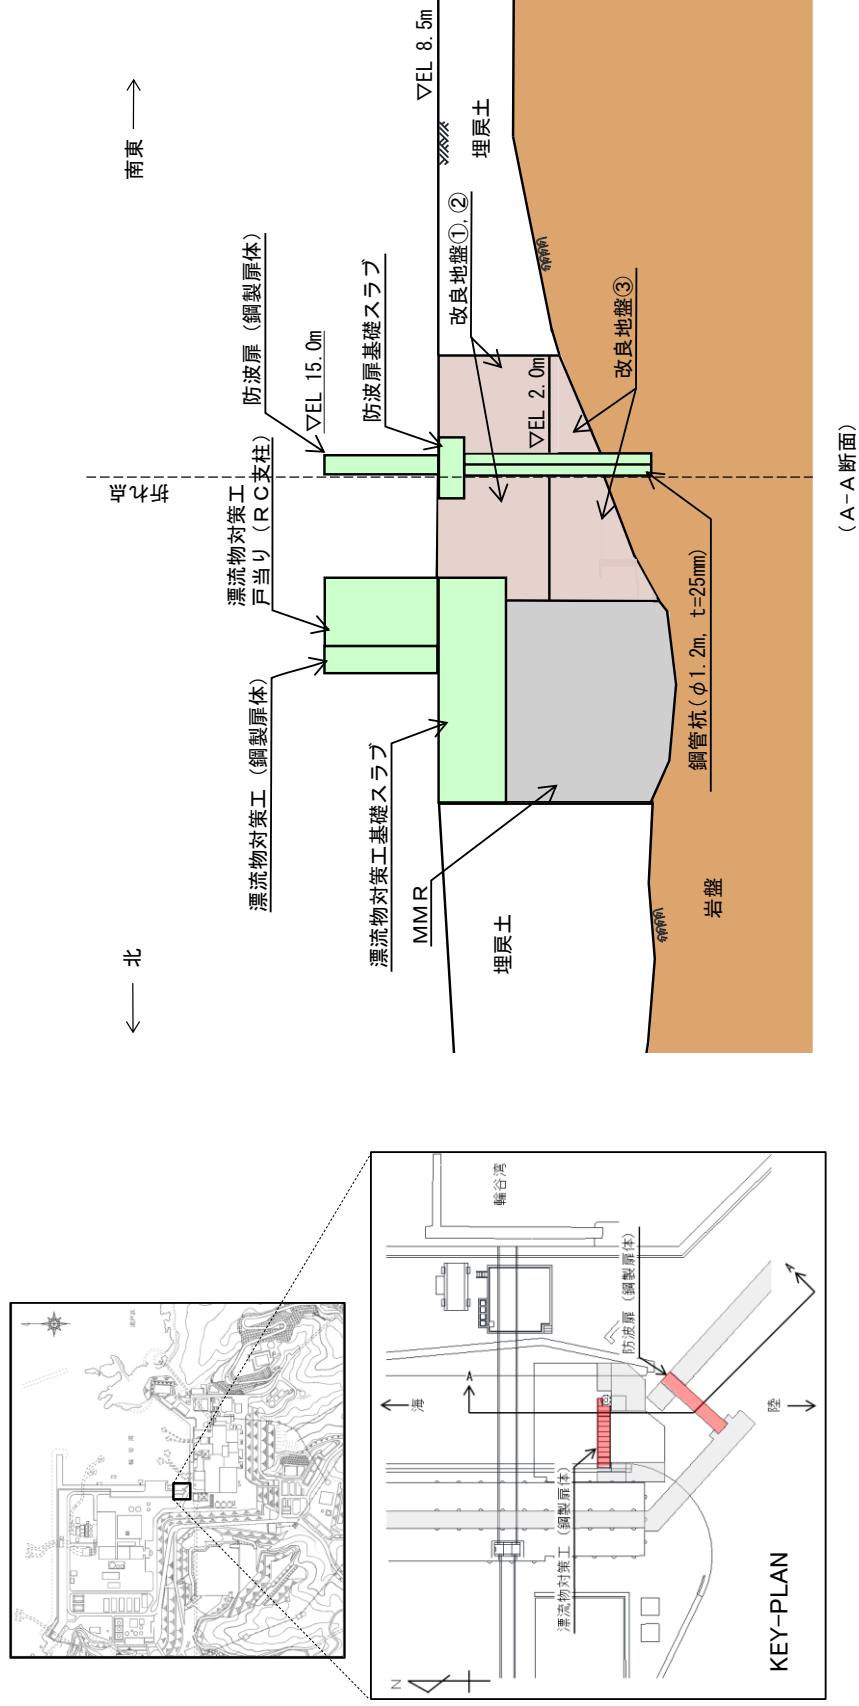 北
南東
折れ点
防波扉（鋼製扉体）
▽EL 15.0m
漂流物対策工
戸当り（ＲＣ支柱）
漂流物対策工（鋼製扉体）
防波扉基礎スラブ
漂流物対策工基礎スラブ
ＭＭＲ
▽EL 8.5m
埋戻土
埋戻土
改良地盤①,②
▽EL 2.0m
改良地盤③
鋼管杭(φ1.2m, t=25mm)
岩盤
（Ａ−Ａ断面）
輪谷湾
N
海
A
防波扉（鋼製扉体）
漂流物対策工（鋼製扉体）
A
陸
KEY-PLAN